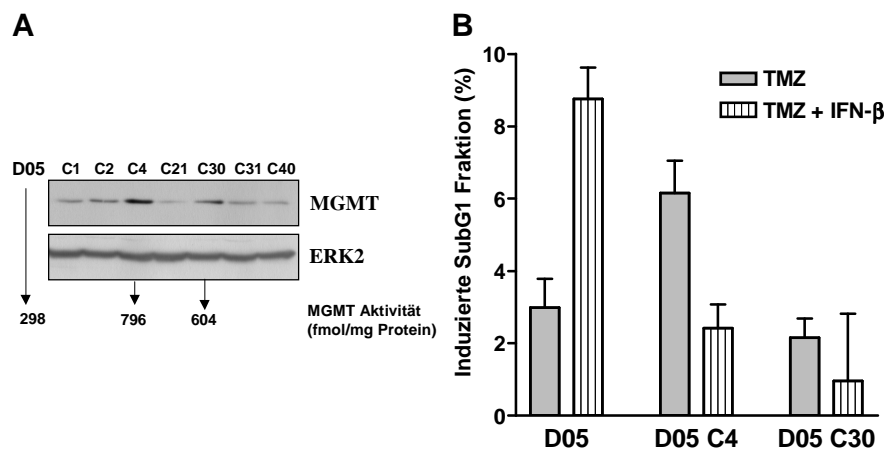 A
D05 C1 C2 C4 C21 C30 C31 C40
MGMT
ERK2
298 796 604
MGMT Aktivität
(fmol/mg Protein)
B
Induzierte SubG1 Fraktion (%)
10
8
6
4
2
0
TMZ
TMZ + IFN-β
D05 D05 C4 D05 C30